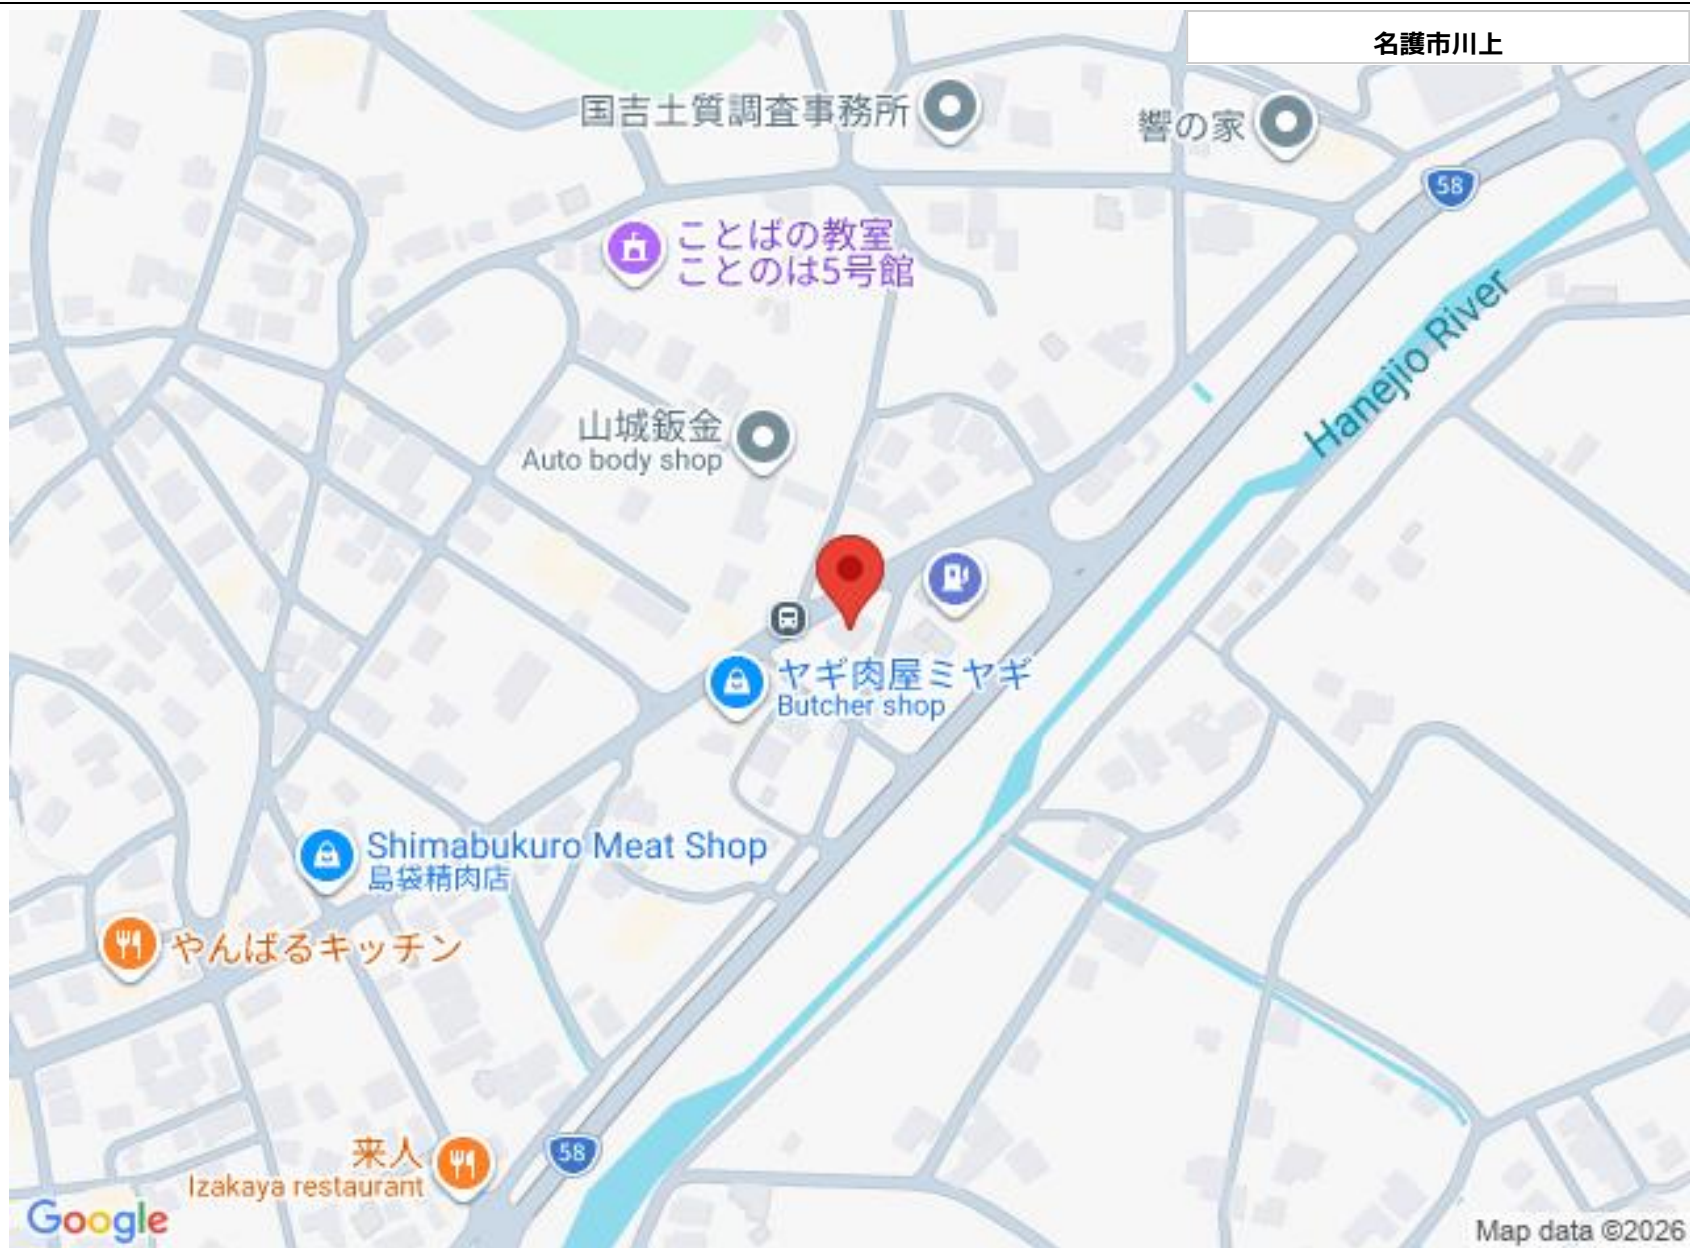 名護市川上
国吉土質調査事務所
響の家
58
ことばの教室
ことのは5号館
Hanejio River
山城鈑金
Auto body shop
ヤギ肉屋ミヤギ
Butcher shop
Shimabukuro Meat Shop
島袋精肉店
やんばるキッチン
来人
Izakaya restaurant
58
Google
Map data ©2026